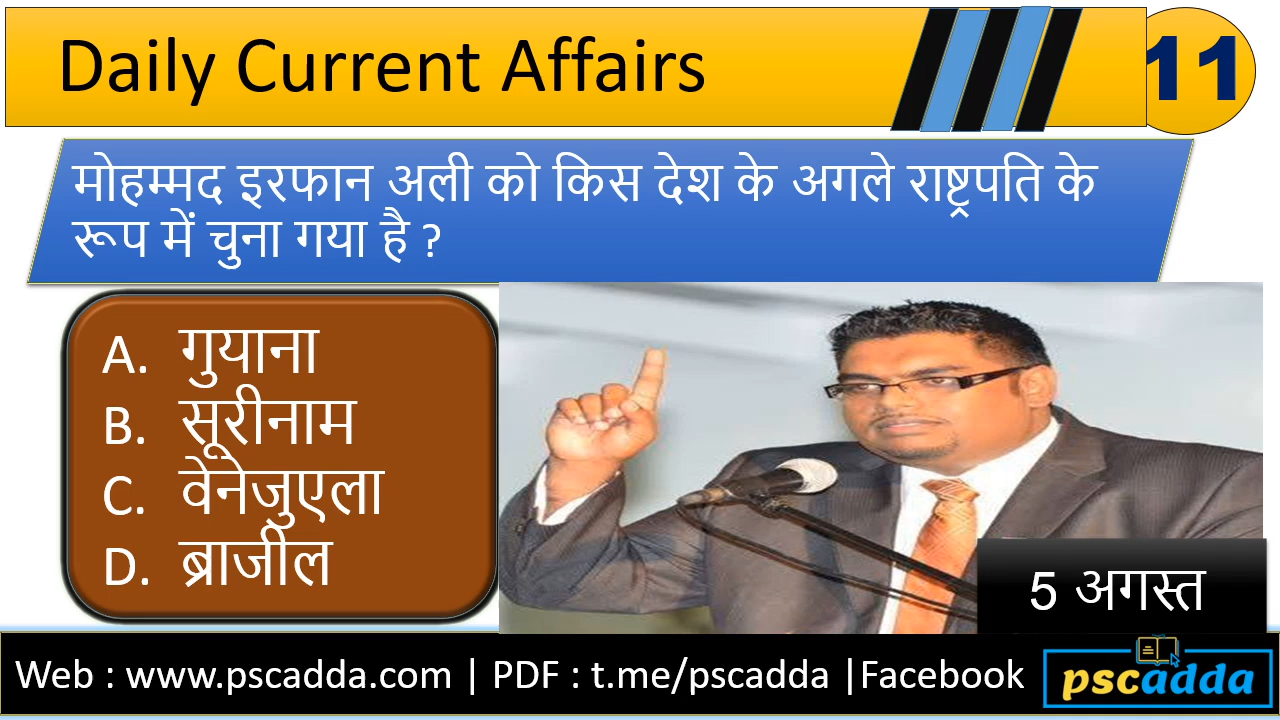 Daily Current Affairs
11
मोहम्मद इरफान अली को किस देश के अगले राष्ट्रपति के
रूप में चुना गया है ?
A. गुयाना
B. सूरीनाम
C. वेनेजुएला
D. ब्राजील
5 अगस्त
Web : www.pscadda.com | PDF : t.me/pscadda |Facebook
pscadda